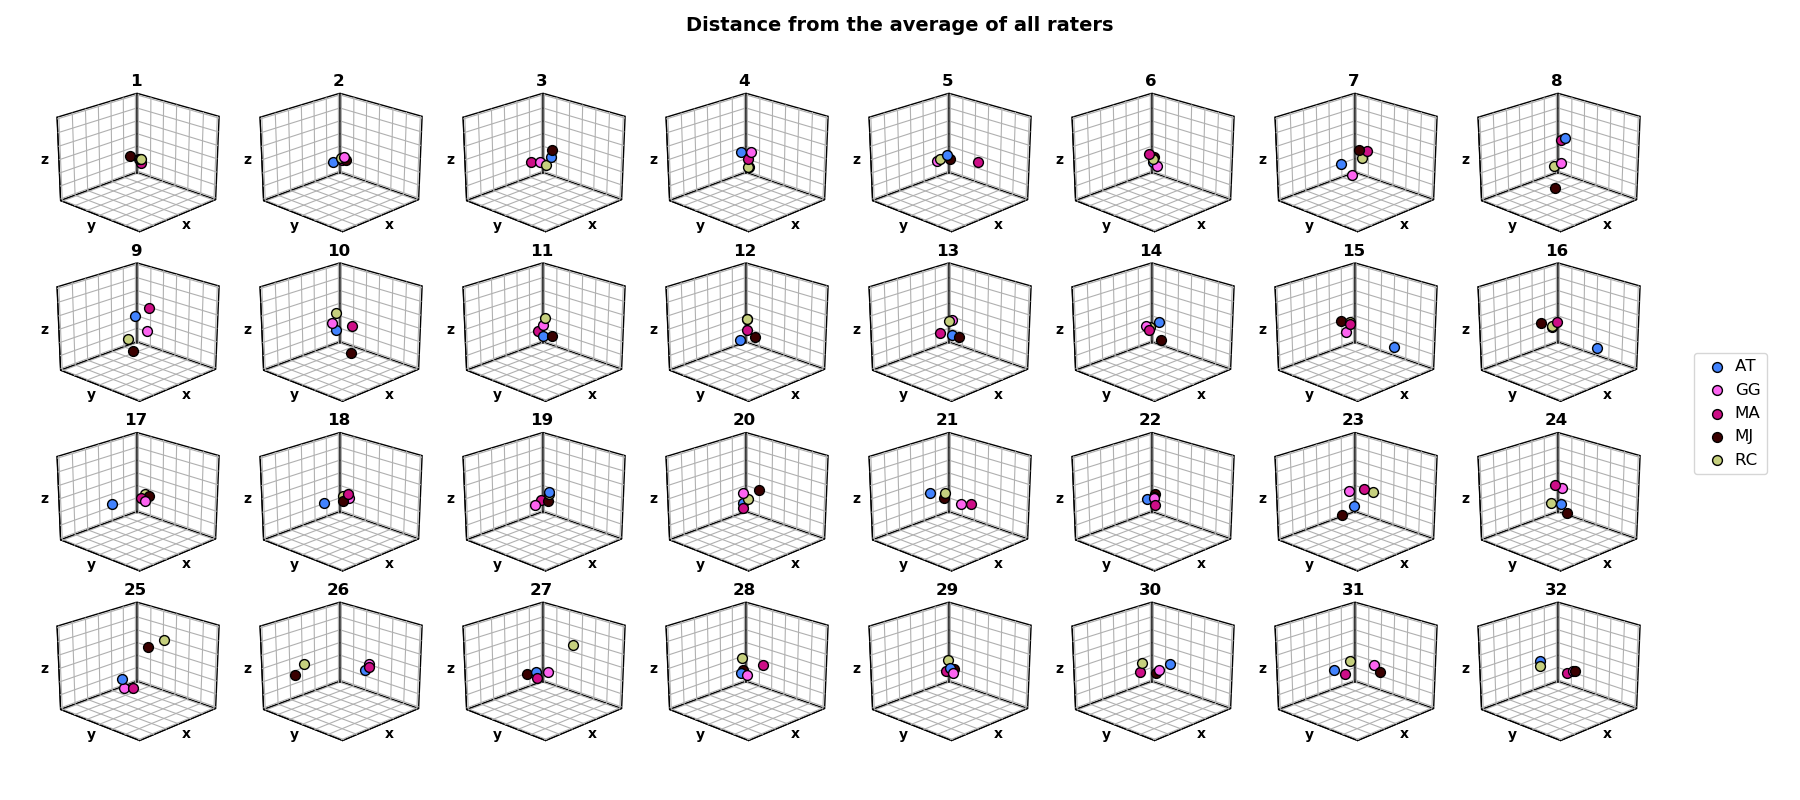 Distance from the average of all raters
1 2 3 4 5 6 7 8
z z z z z z z z
y x y x y x y x y x y x y x y x
9 10 11 12 13 14 15 16
z z z z z z z z
y x y x y x y x y x y x y x y x
AT
GG
MA
MJ
RC
17 18 19 20 21 22 23 24
z z z z z z z z
y x y x y x y x y x y x y x y x
25 26 27 28 29 30 31 32
z z z z z z z z
y x y x y x y x y x y x y x y x